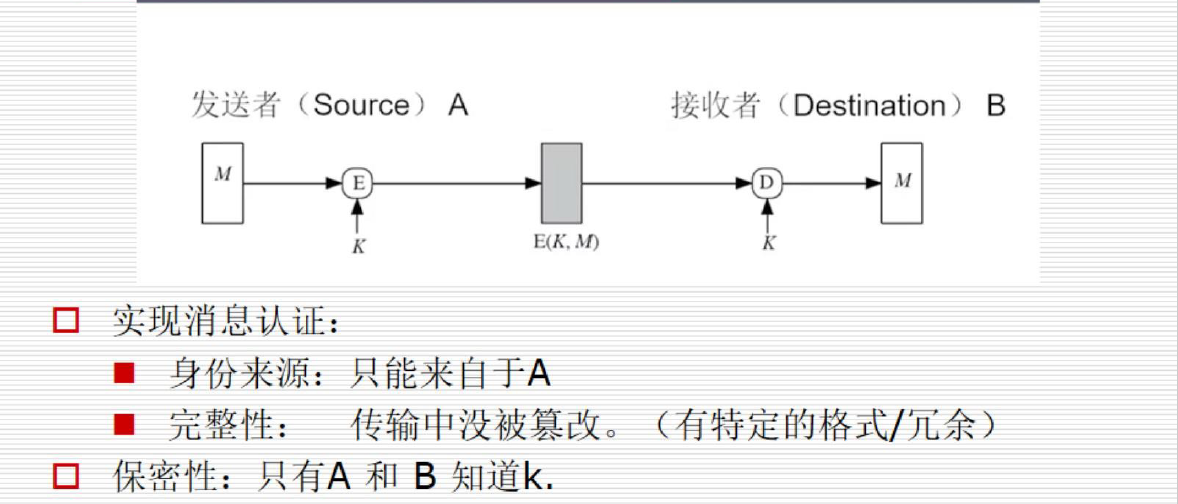 发送者（Source） A
接收者（Destination） B
M
E
D
M
K
E(K, M)
K
实现消息认证：
身份来源： 只能来自于A
完整性： 传输中没被篡改。（有特定的格式/冗余）
保密性：只有A 和 B 知道k.